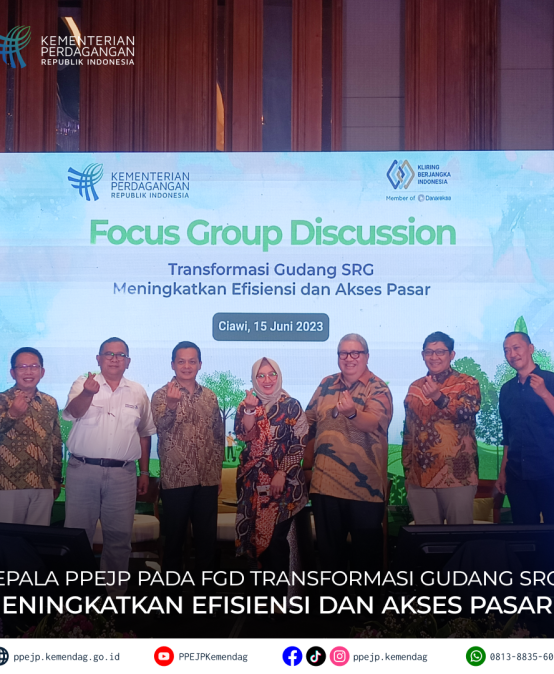 KEMENTERIAN
PERDAGANGAN
REPUBLIK INDONESIA
KEMENTERIAN
PERDAGANGAN
REPUBLIK INDONESIA
KLIRING
BERJANGKA
INDONESIA
Member of Danareksa
Focus Group Discussion
Transformasi Gudang SRG
Meningkatkan Efisiensi dan Akses Pasar
Ciawi, 15 Juni 2023
EPALA PPEJP PADA FGD TRANSFORMASI GUDANG SRG
ENINGKATKAN EFISIENSI DAN AKSES PASAR
ppejp.kemendag.go.id
PPEJPKemendag
ppejp.kemendag
0813-8835-60